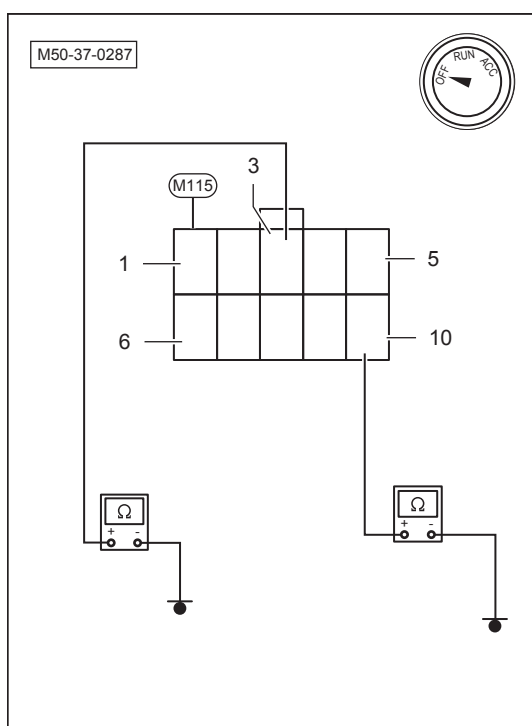 M50-37-0287
OFF RUN ACC
3
M115
1
5
6
10
Ω
+ -
Ω
+ -